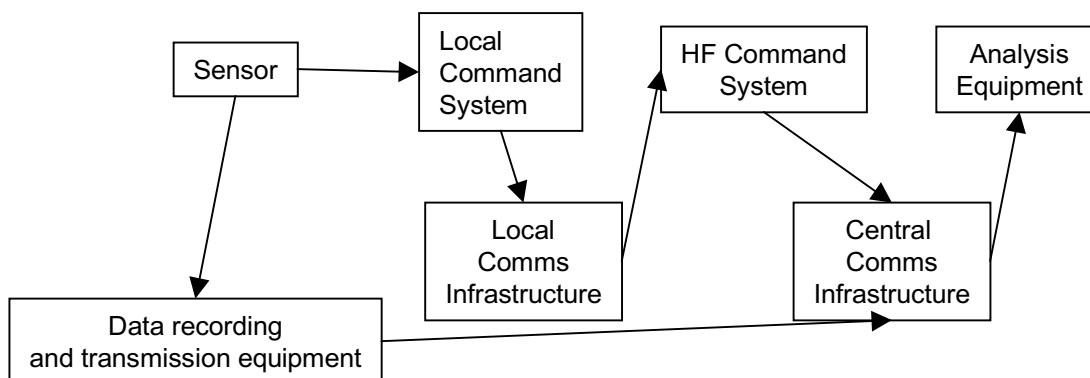 Sensor
Local
Command
System
HF Command
System
Analysis
Equipment
Local
Comms
Infrastructure
Central
Comms
Infrastructure
Data recording
and transmission equipment